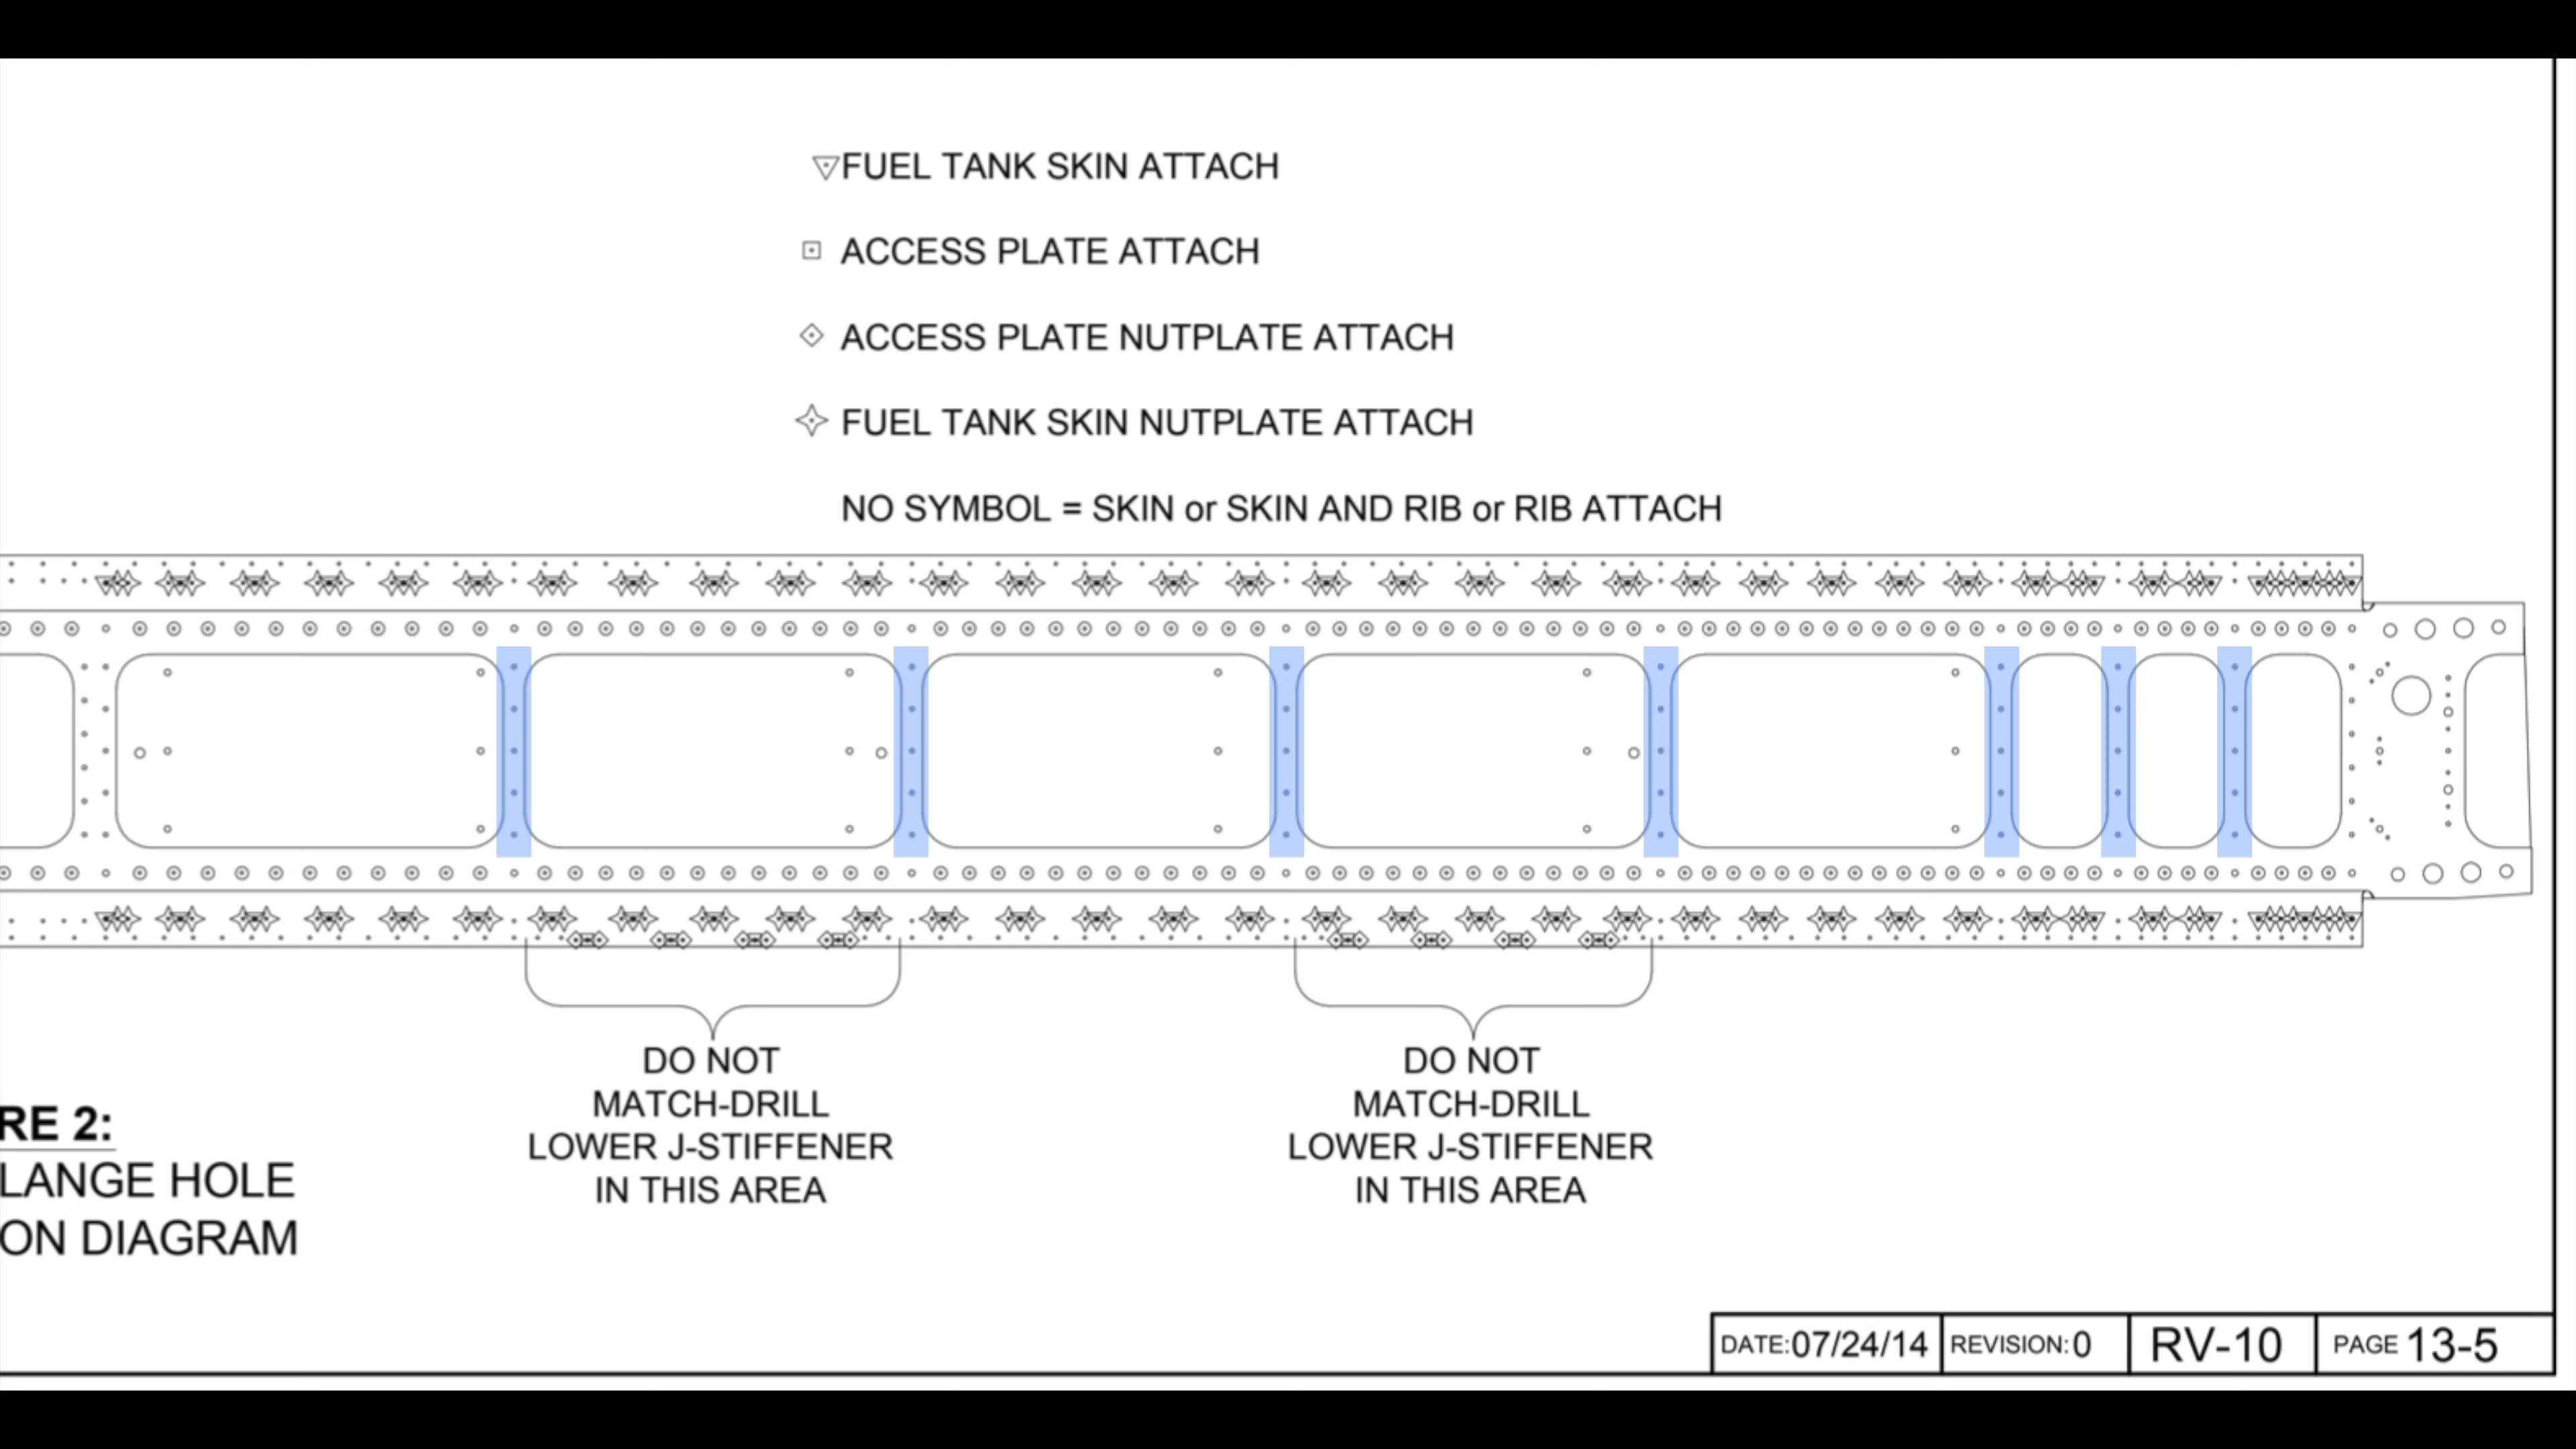 FUEL TANK SKIN ATTACH
ACCESS PLATE ATTACH
ACCESS PLATE NUTPLATE ATTACH
FUEL TANK SKIN NUTPLATE ATTACH
NO SYMBOL = SKIN or SKIN AND RIB or RIB ATTACH
DO NOT
MATCH-DRILL
LOWER J-STIFFENER
IN THIS AREA
DO NOT
MATCH-DRILL
LOWER J-STIFFENER
IN THIS AREA
RE 2:
LANGE HOLE
ON DIAGRAM
DATE:07/24/14 REVISION:0 RV-10 PAGE 13-5